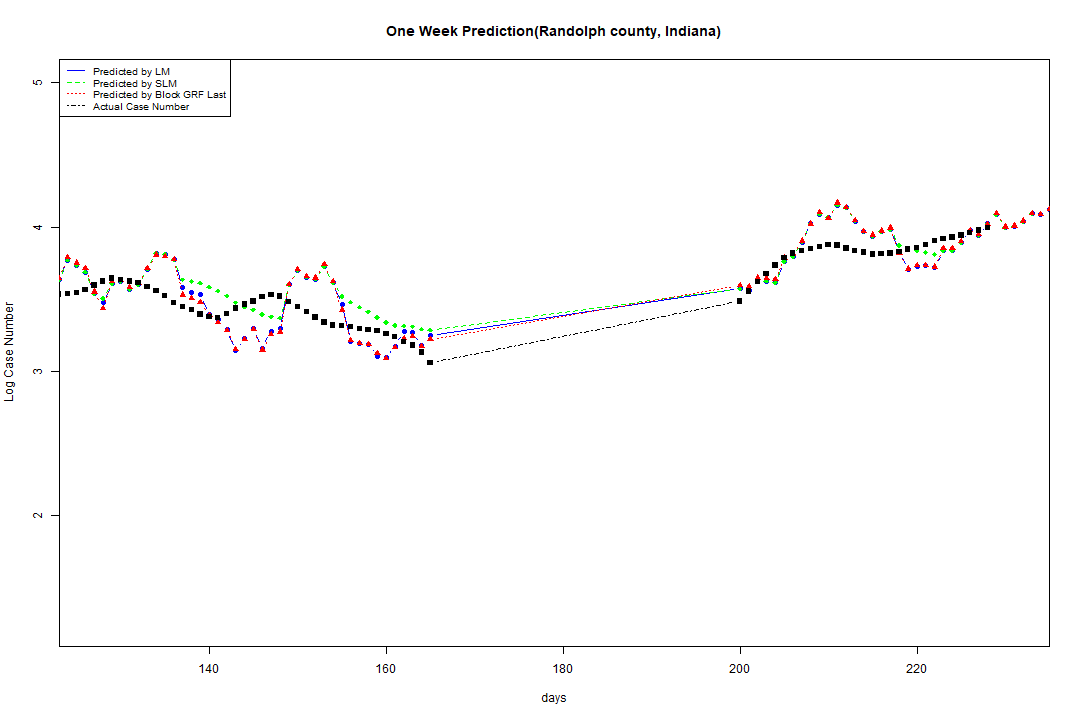 One Week Prediction(Randolph county, Indiana)
Predicted by LM
Predicted by SLM
Predicted by Block GRF Last
Actual Case Number
5
4
3
2
Log Case Number
140
160
180
200
220
days